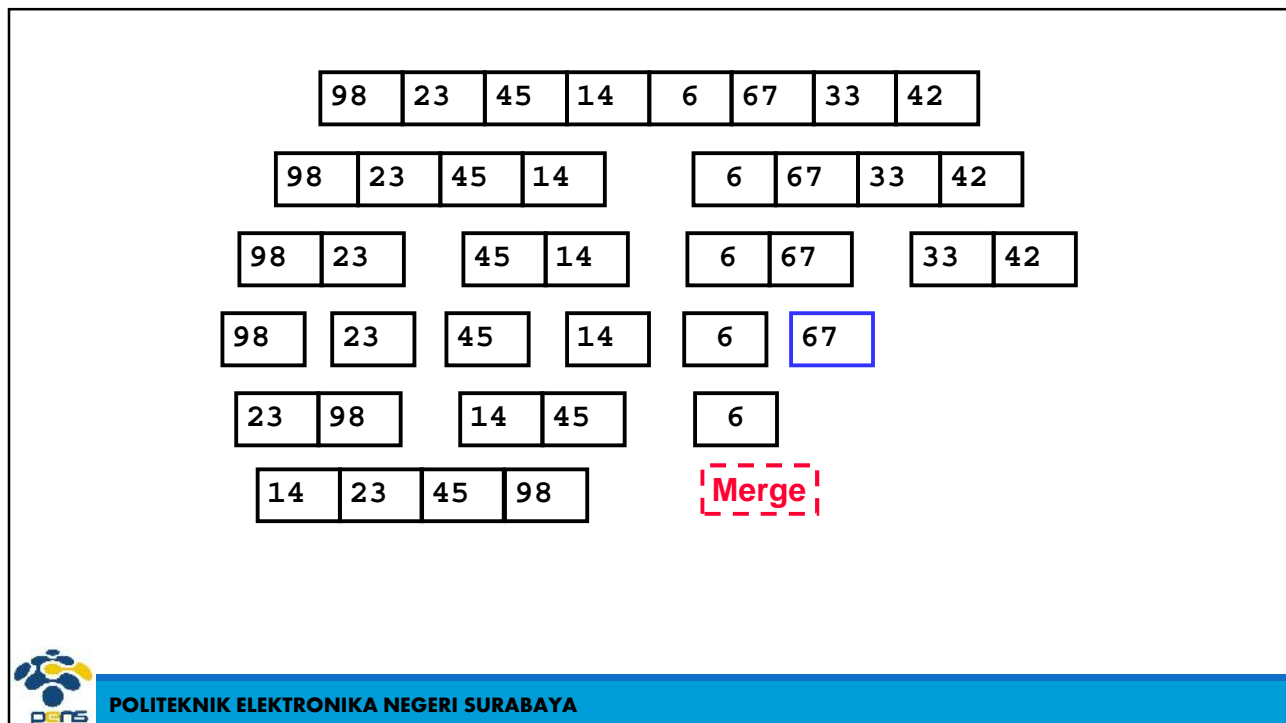 98 23 45 14 6 67 33 42
98 23 45 14 6 67 33 42
98 23 45 14 6 67 33 42
98 23 45 14 6 67
23 98 14 45 6
14 23 45 98 Merge
pens
POLITEKNIK ELEKTRONIKA NEGERI SURABAYA